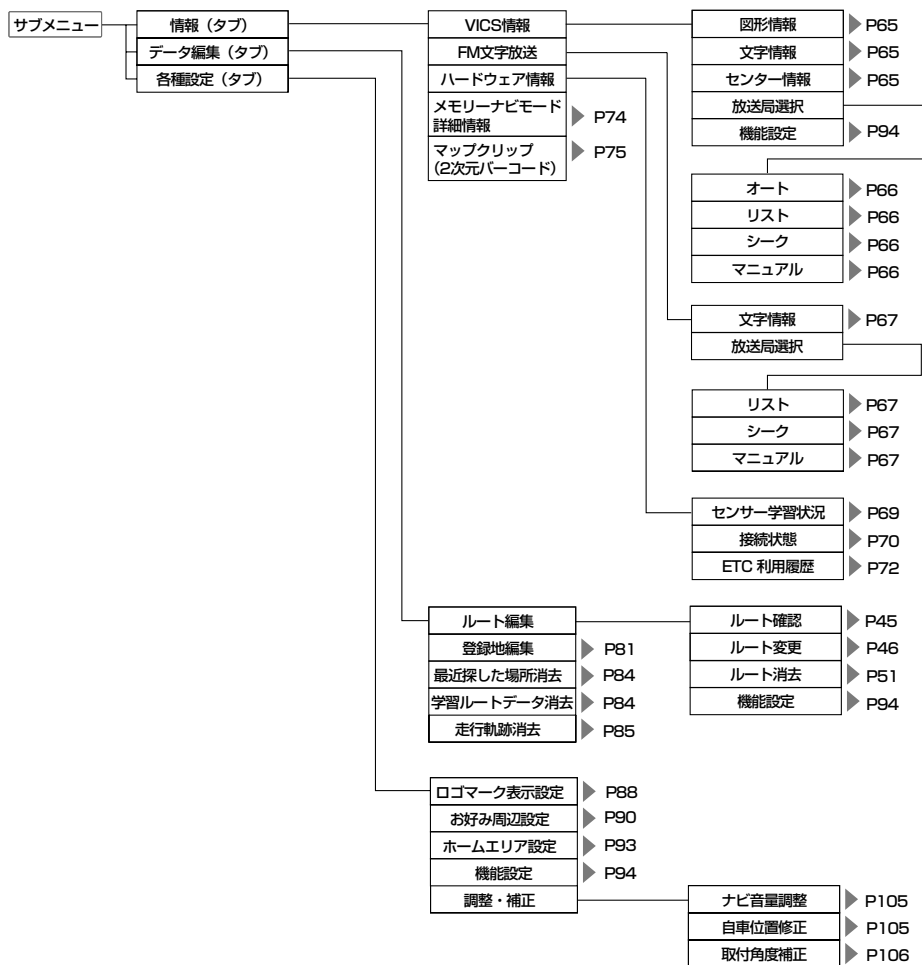 サブメニュー
情報（タブ）
データ編集（タブ）
各種設定（タブ）
VICS情報
FM文字放送
ハードウェア情報
メモリーナビモード
詳細情報
P74
マップクリップ
（2次元バーコード）
P75
図形情報 P65
文字情報 P65
センター情報 P65
放送局選択
機能設定 P94
オート P66
リスト P66
シーク P66
マニュアル P66
文字情報 P67
放送局選択
リスト P67
シーク P67
マニュアル P67
センサー学習状況 P69
接続状態 P70
ETC 利用履歴 P72
ルート編集
登録地編集 P81
最近探した場所消去 P84
学習ルートデータ消去 P84
走行軌跡消去 P85
ルート確認 P45
ルート変更 P46
ルート消去 P51
機能設定 P94
ロゴマーク表示設定 P88
お好み周辺設定 P90
ホームエリア設定 P93
機能設定 P94
調整・補正
ナビ音量調整 P105
自車位置修正 P105
取付角度補正 P106